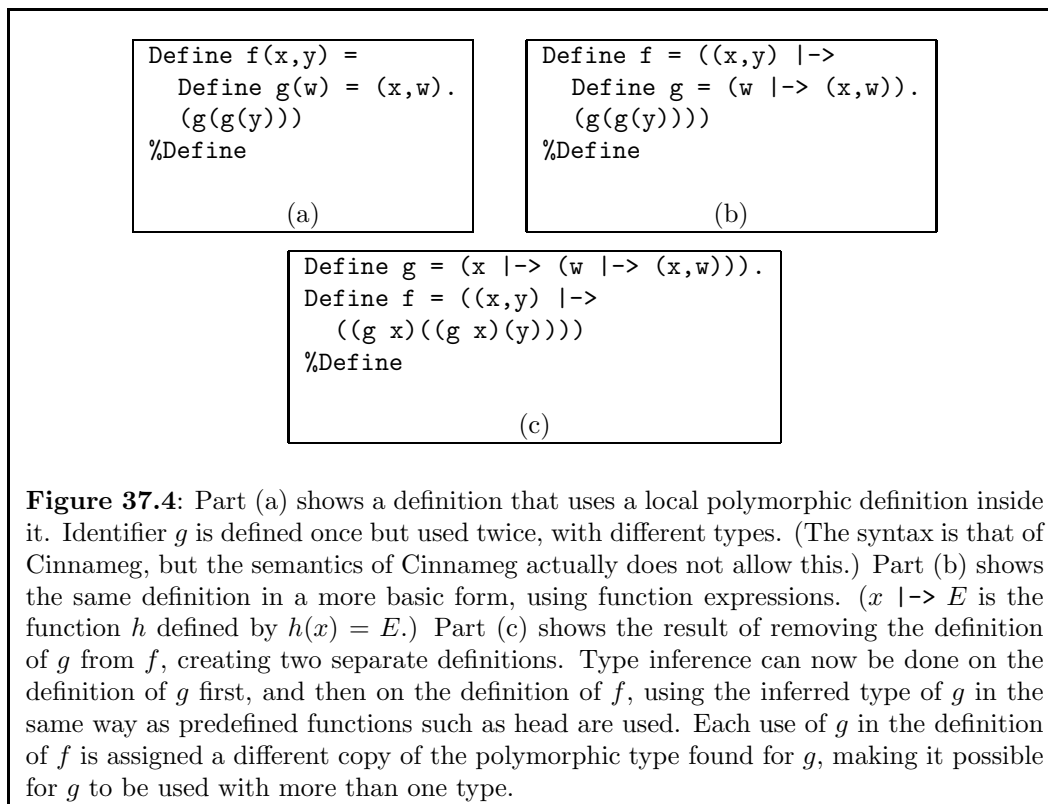 Define f(x,y) =
  Define g(w) = (x,w).
  (g(g(y)))
%Define
(a)
Define f = ((x,y) |->
  Define g = (w |-> (x,w)).
  (g(g(y))))
%Define
(b)
Define g = (x |-> (w |-> (x,w))).
Define f = ((x,y) |->
  ((g x)((g x)(y))))
%Define
(c)
Figure 37.4: Part (a) shows a definition that uses a local polymorphic definition inside
it. Identifier g is defined once but used twice, with different types. (The syntax is that of
Cinnameg, but the semantics of Cinnameg actually does not allow this.) Part (b) shows
the same definition in a more basic form, using function expressions. (x |-> E is the
function h defined by h(x) = E.) Part (c) shows the result of removing the definition
of g from f, creating two separate definitions. Type inference can now be done on the
definition of g first, and then on the definition of f, using the inferred type of g in the
same way as predefined functions such as head are used. Each use of g in the definition
of f is assigned a different copy of the polymorphic type found for g, making it possible
for g to be used with more than one type.